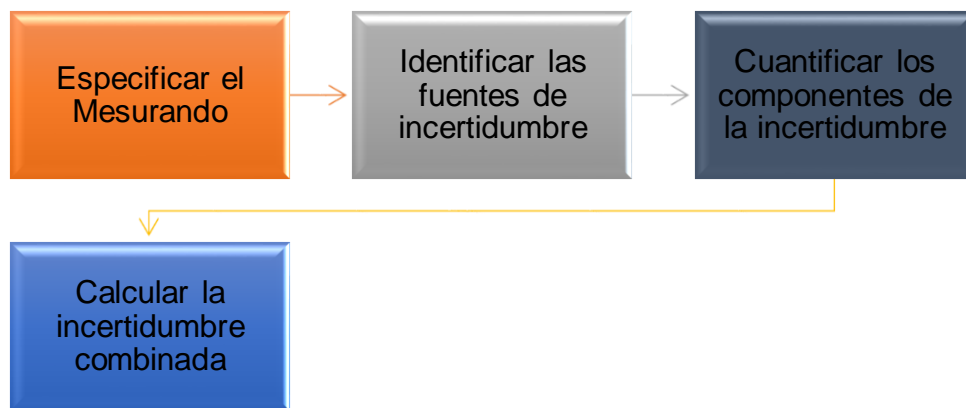 Especificar el
Mesurando
Identificar las
fuentes de
incertidumbre
Cuantificar los
componentes de
la incertidumbre
Calcular la
incertidumbre
combinada